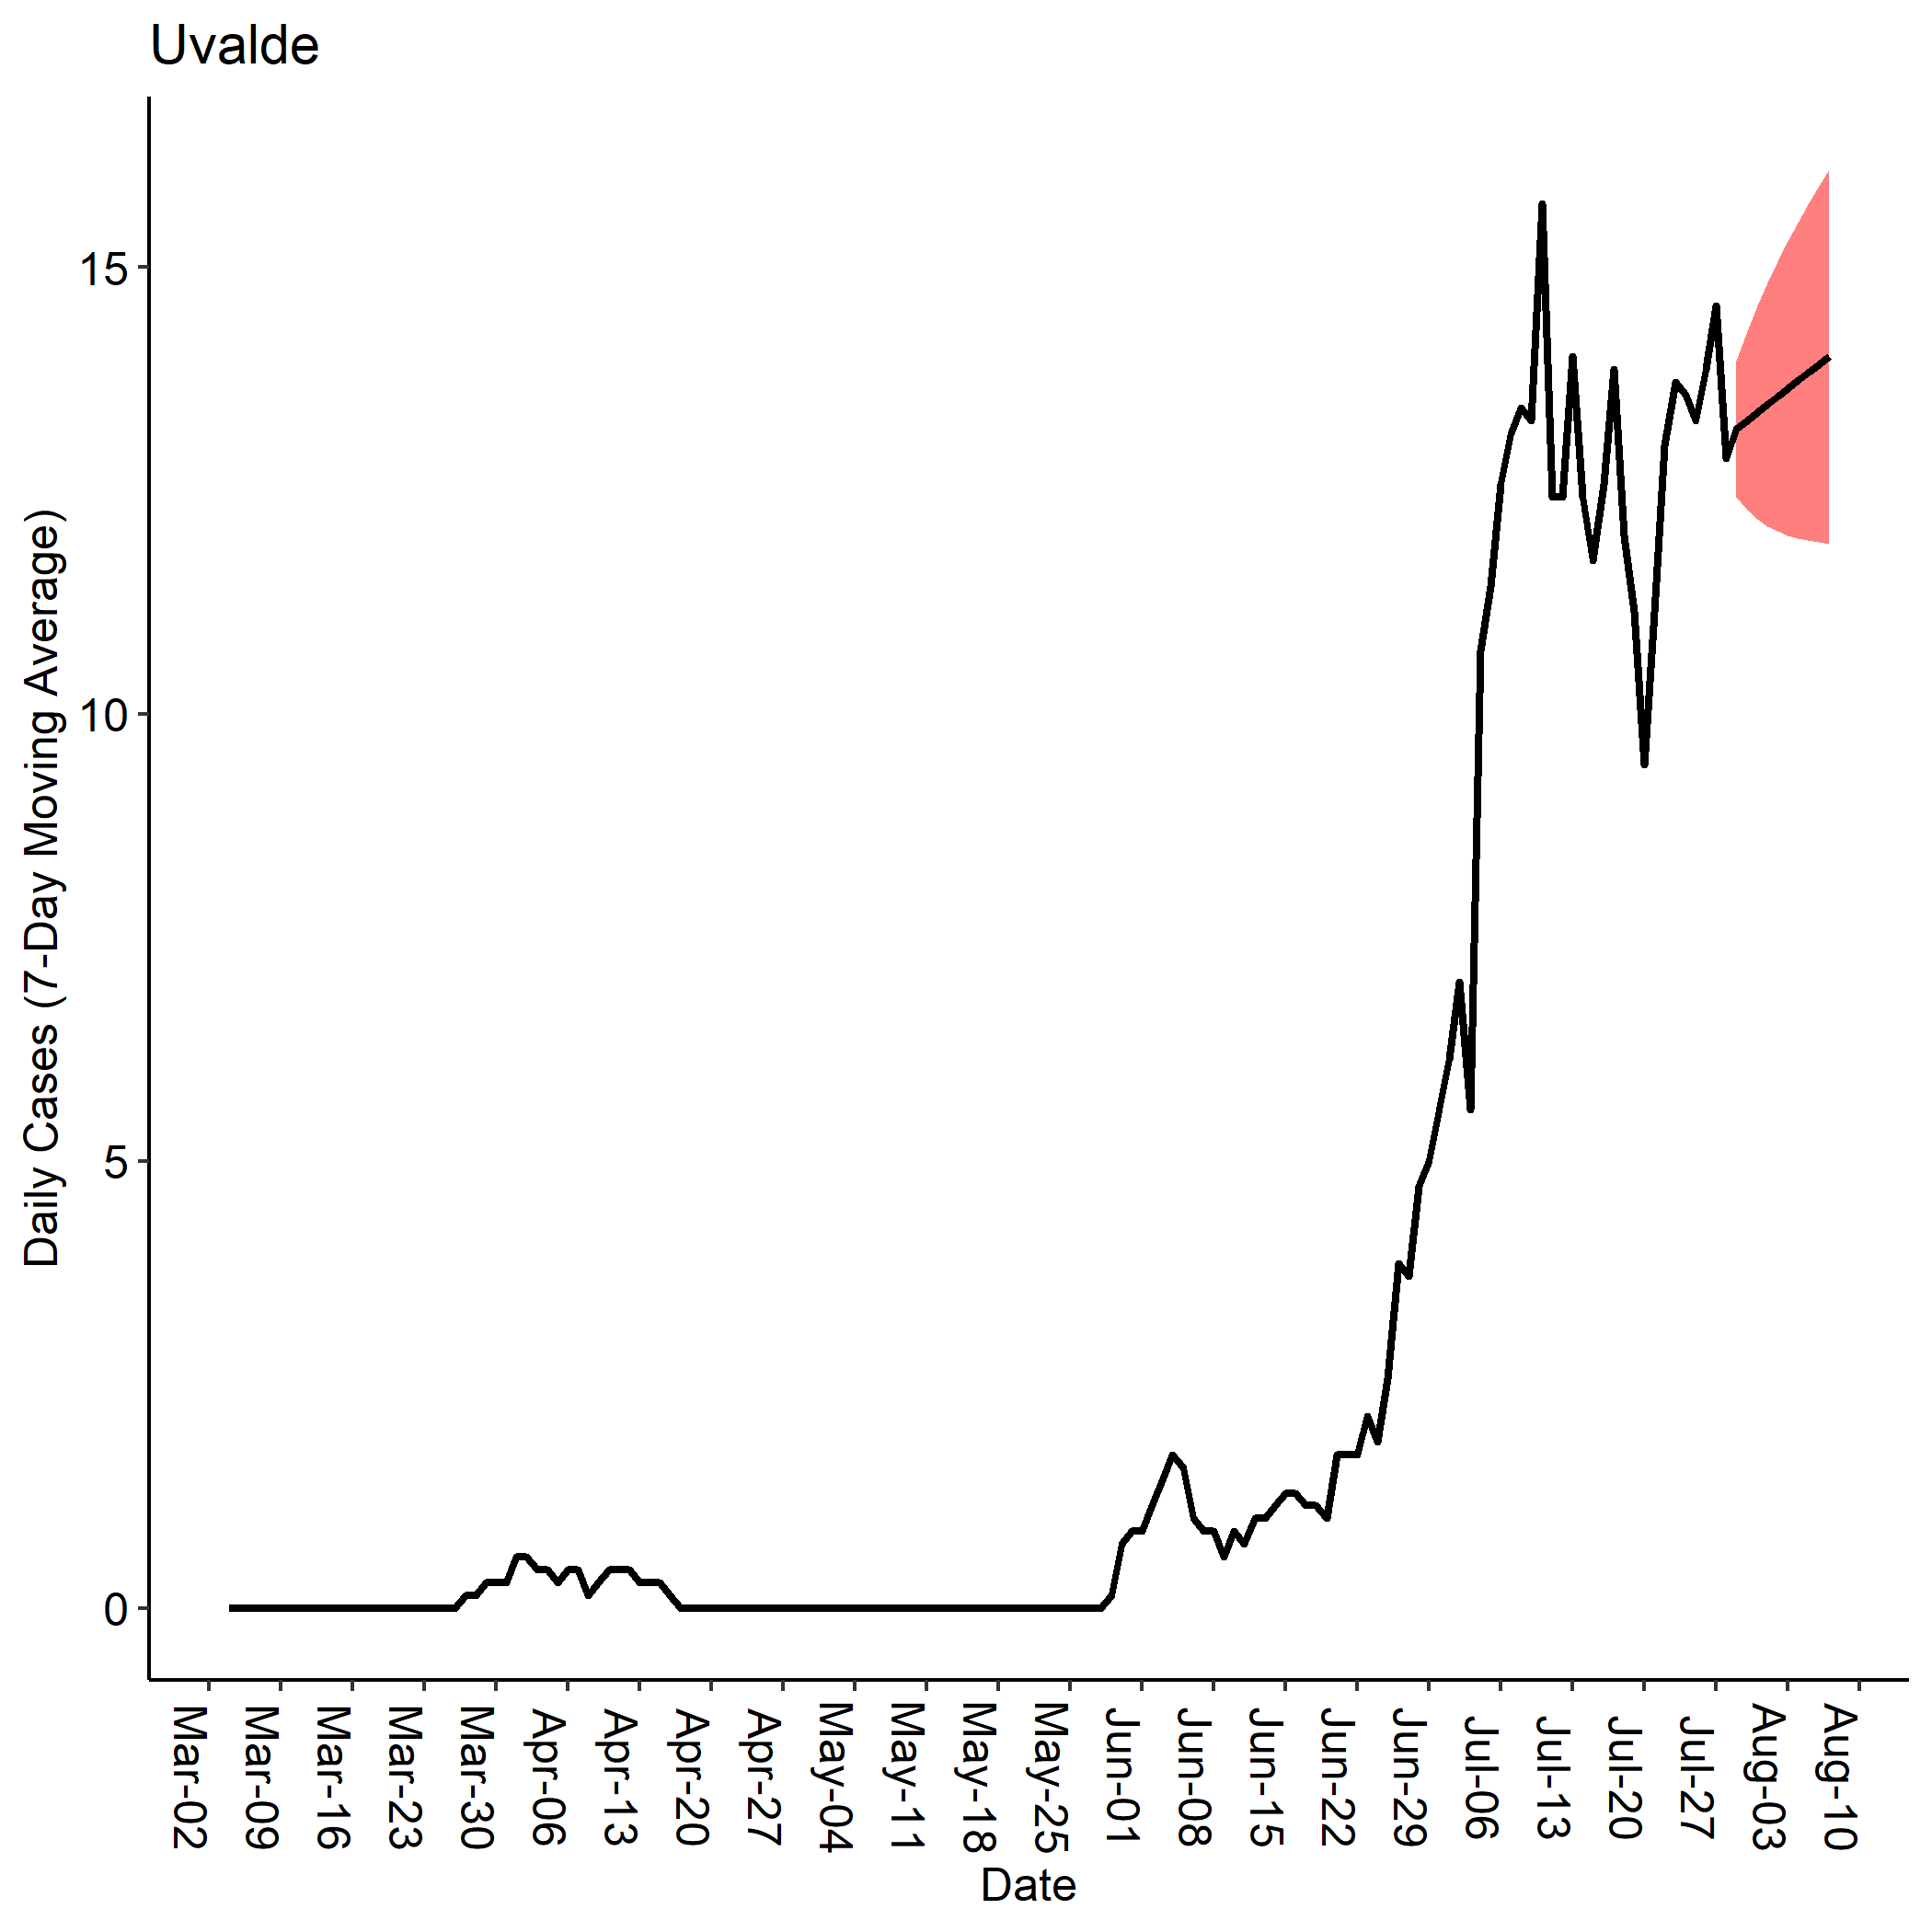 Uvalde
Daily Cases (7-Day Moving Average)
15
10
5
0
Mar-02
Mar-09
Mar-16
Mar-23
Mar-30
Apr-06
Apr-13
Apr-20
Apr-27
May-04
May-11
May-18
May-25
Jun-01
Jun-08
Jun-15
Jun-22
Jun-29
Jul-06
Jul-13
Jul-20
Jul-27
Aug-03
Aug-10
Date